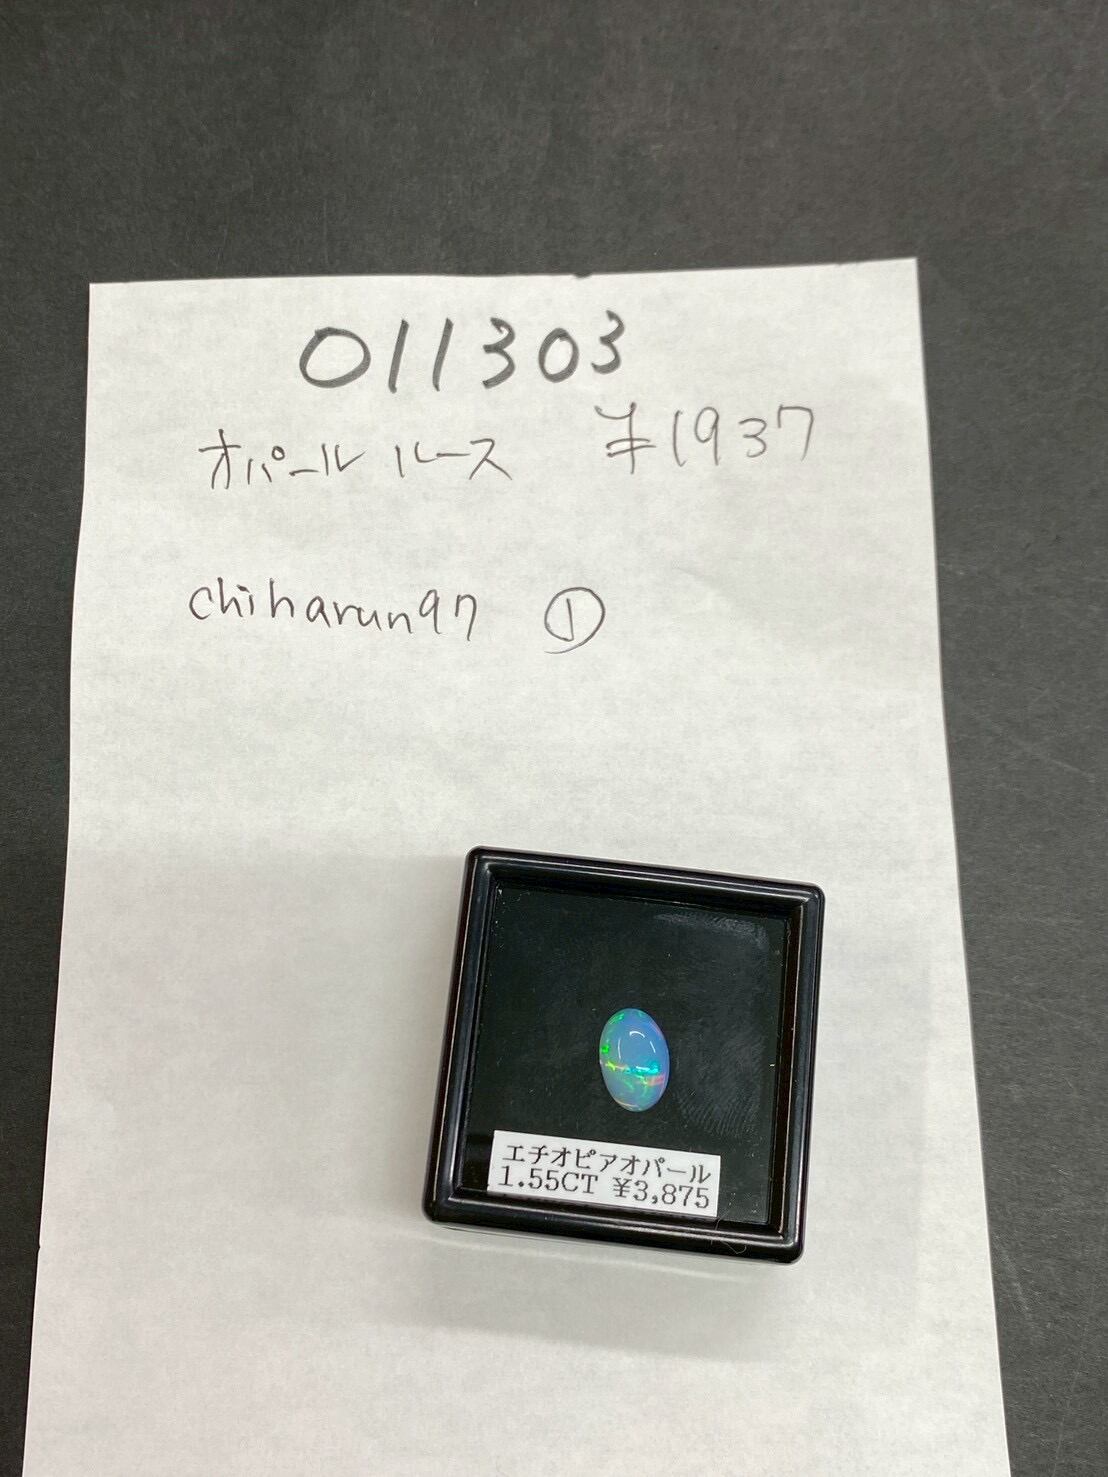 011303
オパールルース ¥1937
chiharun97 ①
エチオピアオパール
1.55CT ¥3,875